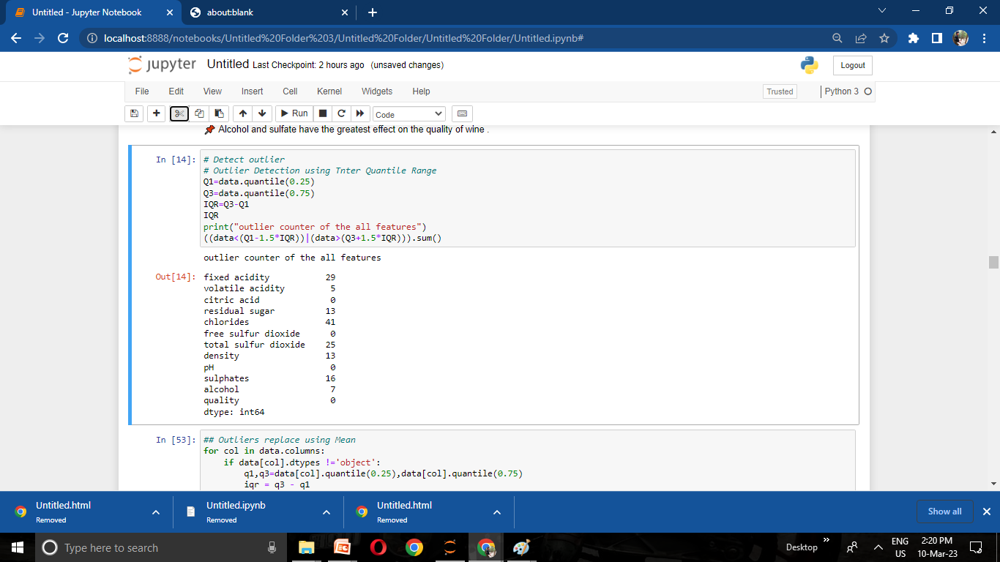 Untitled - Jupyter Notebook
about:blank
localhost:8888/notebooks/Untitled%20Folder%203/Untitled%20Folder/Untitled%20Folder/Untitled.ipynb#
jupyter Untitled Last Checkpoint: 2 hours ago (unsaved changes)
Logout
File Edit View Insert Cell Kernel Widgets Help
Trusted
Python 3
Run
Code
Alcohol and sulfate have the greatest effect on the quality of wine .
In [14]: # Detect outlier
# Outlier Detection using Tnter Quantile Range
Q1=data.quantile(0.25)
Q3=data.quantile(0.75)
IQR=Q3-Q1
IQR
print("outlier counter of the all features")
((data<(Q1-1.5*IQR))|(data>(Q3+1.5*IQR))).sum()
outlier counter of the all features
Out[14]: fixed acidity 29
volatile acidity 5
citric acid 0
residual sugar 13
chlorides 41
free sulfur dioxide 0
total sulfur dioxide 25
density 13
pH 0
sulphates 16
alcohol 7
quality 0
dtype: int64
In [53]: ## Outliers replace using Mean
for col in data.columns:
if data[col].dtypes !='object':
q1,q3=data[col].quantile(0.25),data[col].quantile(0.75)
iqr = q3 - q1
Untitled.html
Removed
Untitled.ipynb
Removed
Untitled.html
Removed
Show all
Type here to search
Desktop
ENG
US
2:20 PM
10-Mar-23